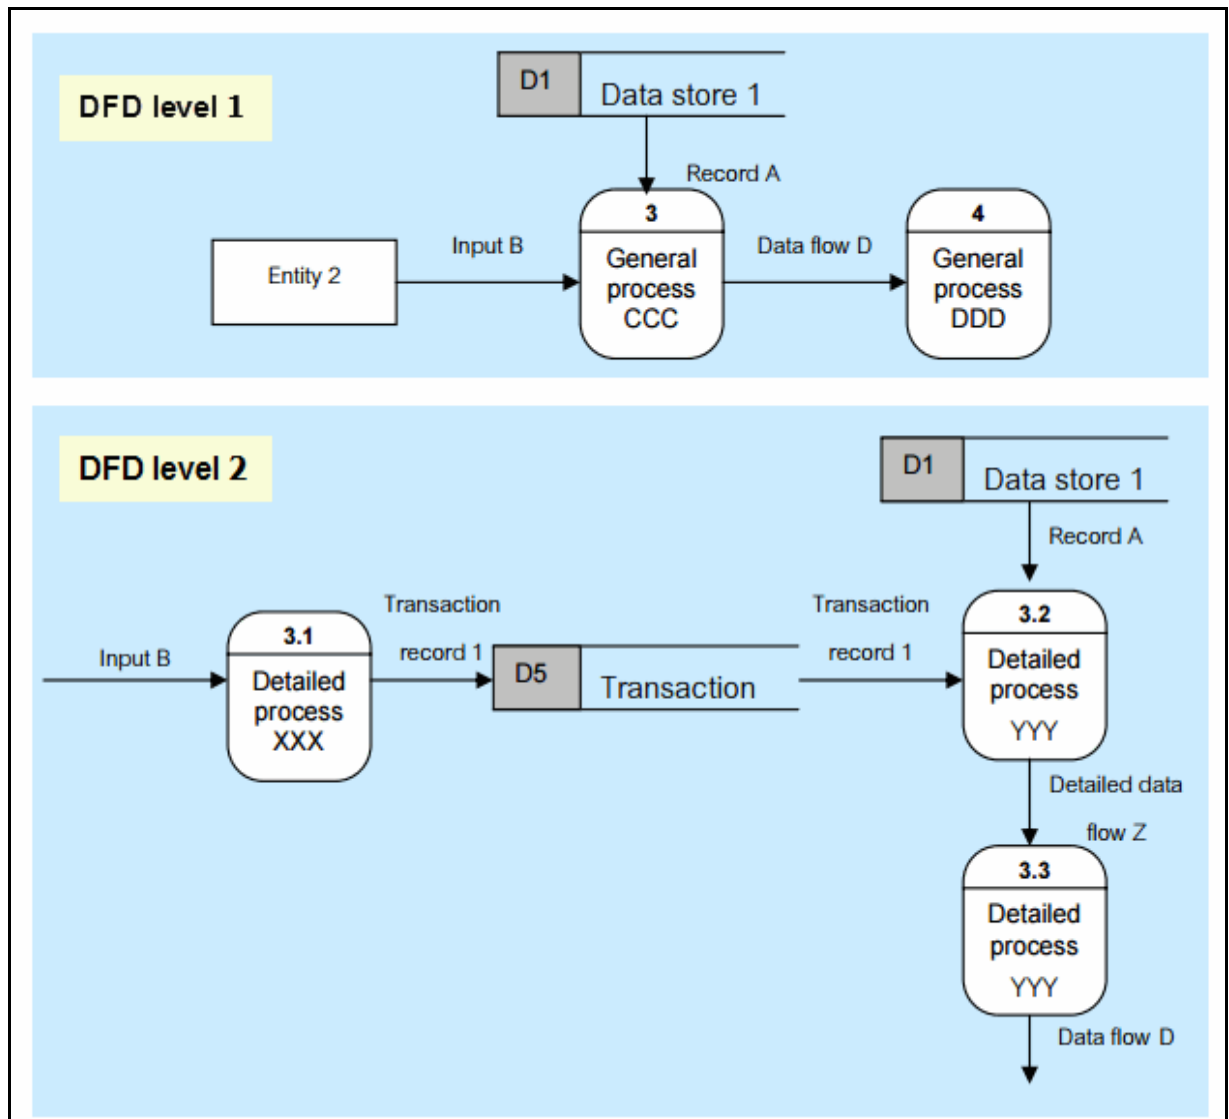 DFD level 1
D1
Data store 1
Record A
3
4
Input B
Data flow D
Entity 2
General
process
CCC
General
process
DDD
DFD level 2
D1
Data store 1
Record A
Transaction
Transaction
3.1
3.2
Input B
record 1
record 1
D5
Transaction
Detailed
process
XXX
Detailed
process
YYY
Detailed data
flow Z
3.3
Detailed
process
YYY
Data flow D